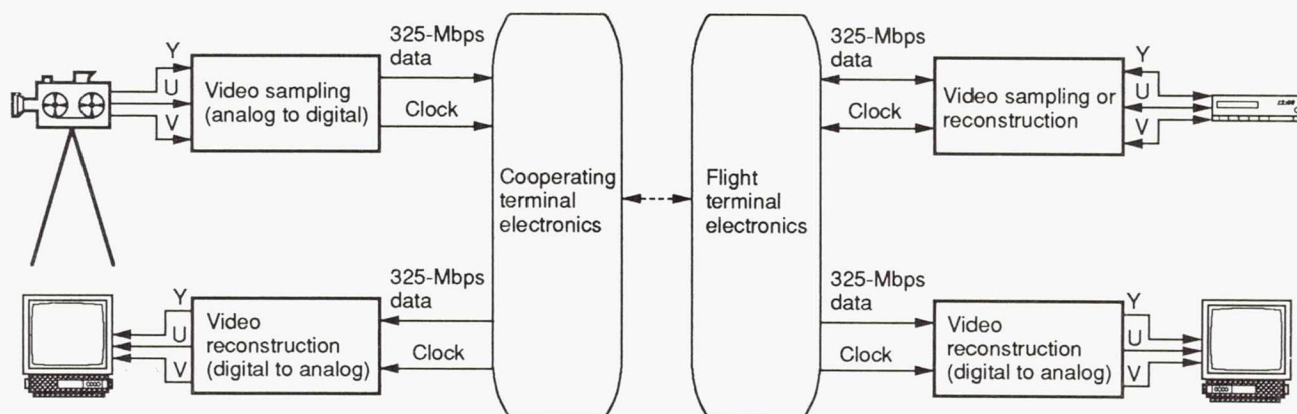 Y
U
V
Video sampling
(analog to digital)
325-Mbps
data
Clock
Cooperating
terminal
electronics
Flight
terminal
electronics
325-Mbps
data
Clock
Video sampling or
reconstruction
Y
U
V
12:00
Y
U
V
Video
reconstruction
(digital to analog)
325-Mbps
data
Clock
325-Mbps
data
Clock
Video
reconstruction
(digital to analog)
Y
U
V